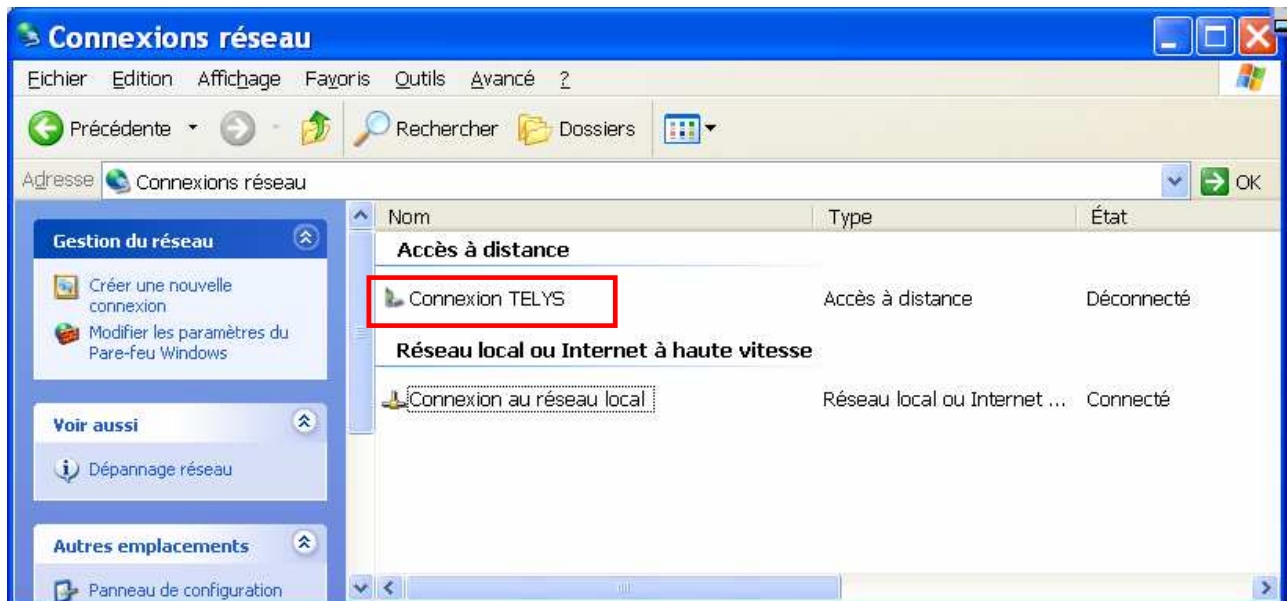 Connexions réseau
Eichier Edition Affichage Favoris Outils Avancé ?
Précédente Rechercher Dossiers
Adresse Connexions réseau OK
Nom Type État
Gestion du réseau
Créer une nouvelle
connexion
Modifier les paramètres du
Pare-feu Windows
Voir aussi
Dépannage réseau
Autres emplacements
Panneau de configuration
Accès à distance
Connexion TELYS Accès à distance Déconnecté
Réseau local ou Internet à haute vitesse
Connexion au réseau local Réseau local ou Internet ... Connecté